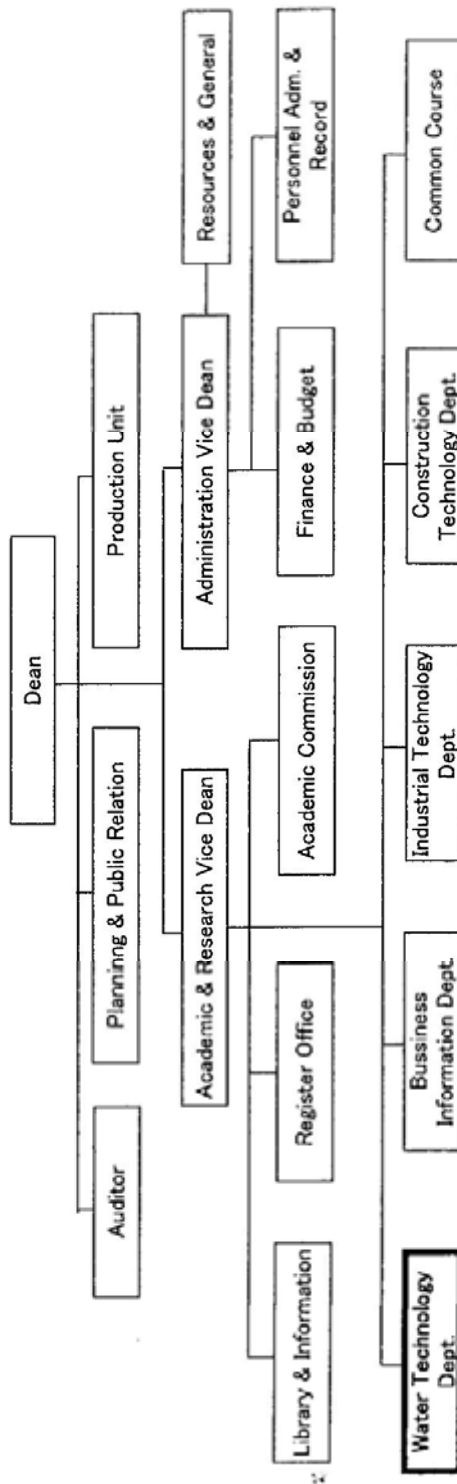 Dean
Auditor
Planninng & Public Relation
Production Unit
Academic & Research Vice Dean
Administration Vice Dean
Resources & General
Library & Information
Register Office
Academic Commission
Finance & Budget
Personnel Adm. &
Record
Water Technology
Dept.
Bussiness
Information Dept.
Industrial Technology
Dept.
Construction
Technology Dept.
Common Course